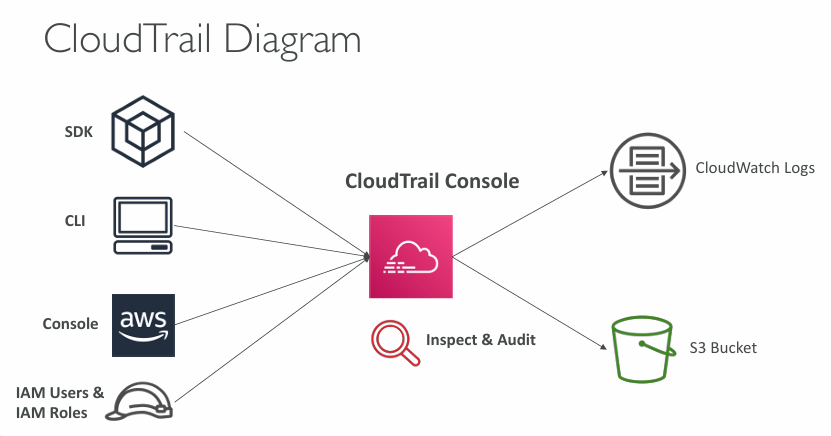 CloudTrail Diagram
SDK
CLI
Console
aws
IAM Users &
IAM Roles
CloudTrail Console
Inspect & Audit
CloudWatch Logs
S3 Bucket